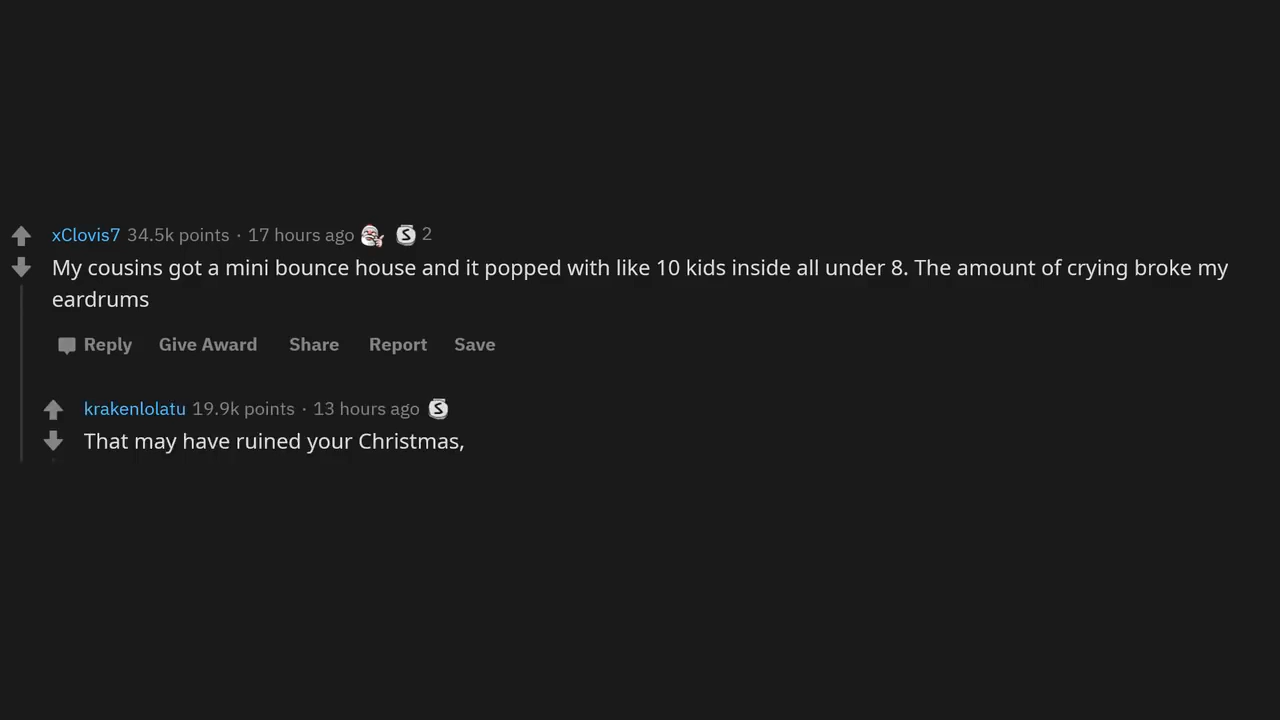 xClovis7 34.5k points · 17 hours ago 2
My cousins got a mini bounce house and it popped with like 10 kids inside all under 8. The amount of crying broke my
eardrums
Reply Give Award Share Report Save
krakenlolatu 19.9k points · 13 hours ago
That may have ruined your Christmas,